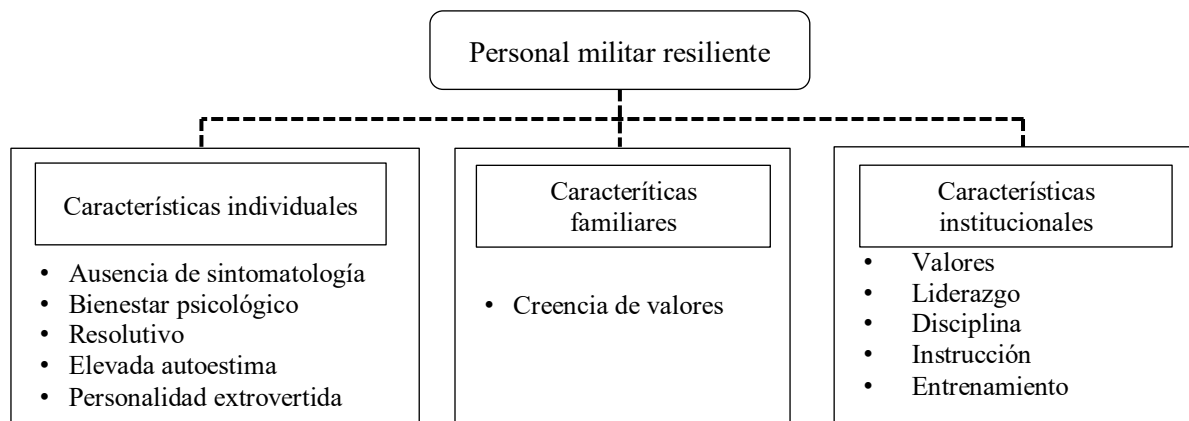 Personal militar resiliente
Características individuales
• Ausencia de sintomatología
• Bienestar psicológico
• Resolutivo
• Elevada autoestima
• Personalidad extrovertida
Caracteríticas
familiares
• Creencia de valores
Características
institucionales
• Valores
• Liderazgo
• Disciplina
• Instrucción
• Entrenamiento